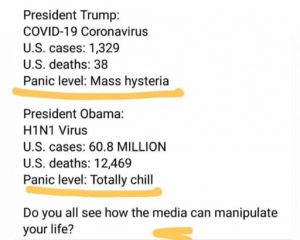 President Trump:
COVID-19 Coronavirus
U.S. cases: 1,329
U.S. deaths: 38
Panic level: Mass hysteria
President Obama:
H1N1 Virus
U.S. cases: 60.8 MILLION
U.S. deaths: 12,469
Panic level: Totally chill
Do you all see how the media can manipulate
your life?